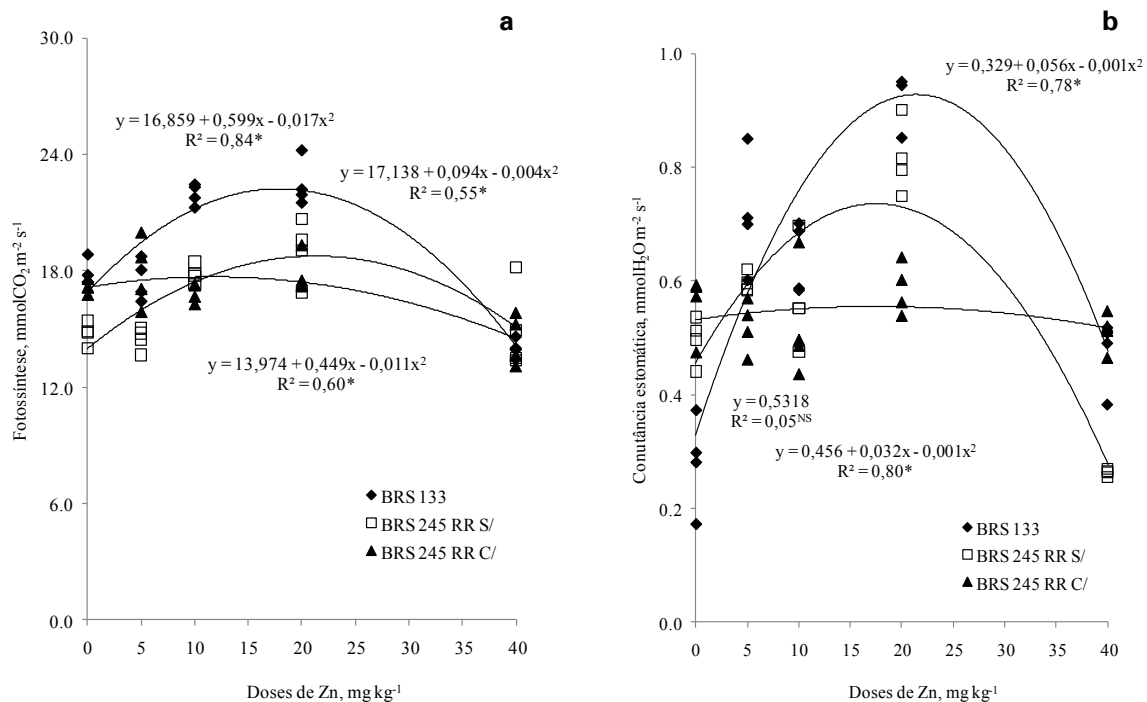 a
30.0
24.0
18.0
12.0
6.0
0.0
Fotossíntese, mmolCO₂ m⁻² s⁻¹
y = 16,859 + 0,599x - 0,017x²
R² = 0,84*
y = 17,138 + 0,094x - 0,004x²
R² = 0,55*
y = 13,974 + 0,449x - 0,011x²
R² = 0,60*
BRS 133
BRS 245 RR S/
BRS 245 RR C/
0 5 10 15 20 25 30 35 40
Doses de Zn, mg kg⁻¹
b
1.0
0.8
0.6
0.4
0.2
0.0
Conutância estomática, mmolH₂O m⁻² s⁻¹
y = 0,329+ 0,056x - 0,001x²
R² = 0,78*
y = 0,5318
R² = 0,05ᴺˢ
y = 0,456 + 0,032x - 0,001x²
R² = 0,80*
BRS 133
BRS 245 RR S/
BRS 245 RR C/
0 5 10 15 20 25 30 35 40
Doses de Zn, mg kg⁻¹